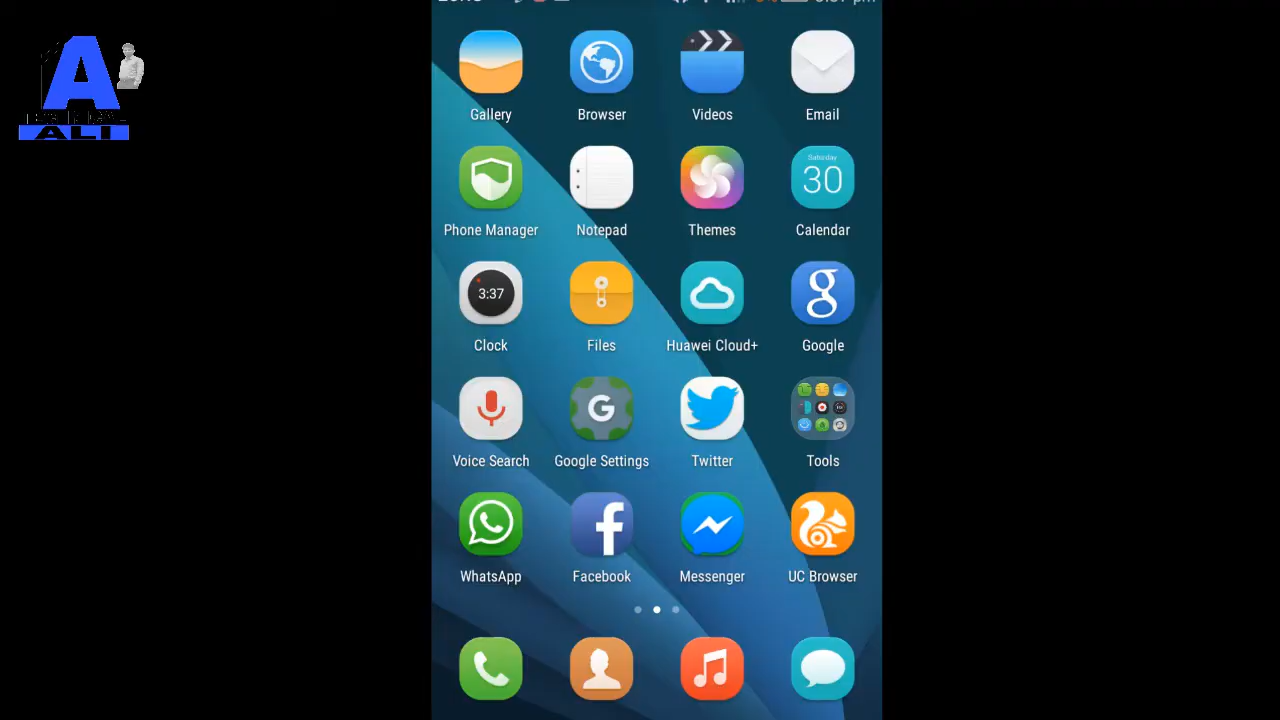 Gallery Browser Videos Email
A
ALI
Saturday
30
Phone Manager Notepad Themes Calendar
3:37
g
Clock Files Huawei Cloud+ Google
G
Voice Search Google Settings Twitter Tools
f
WhatsApp Facebook Messenger UC Browser